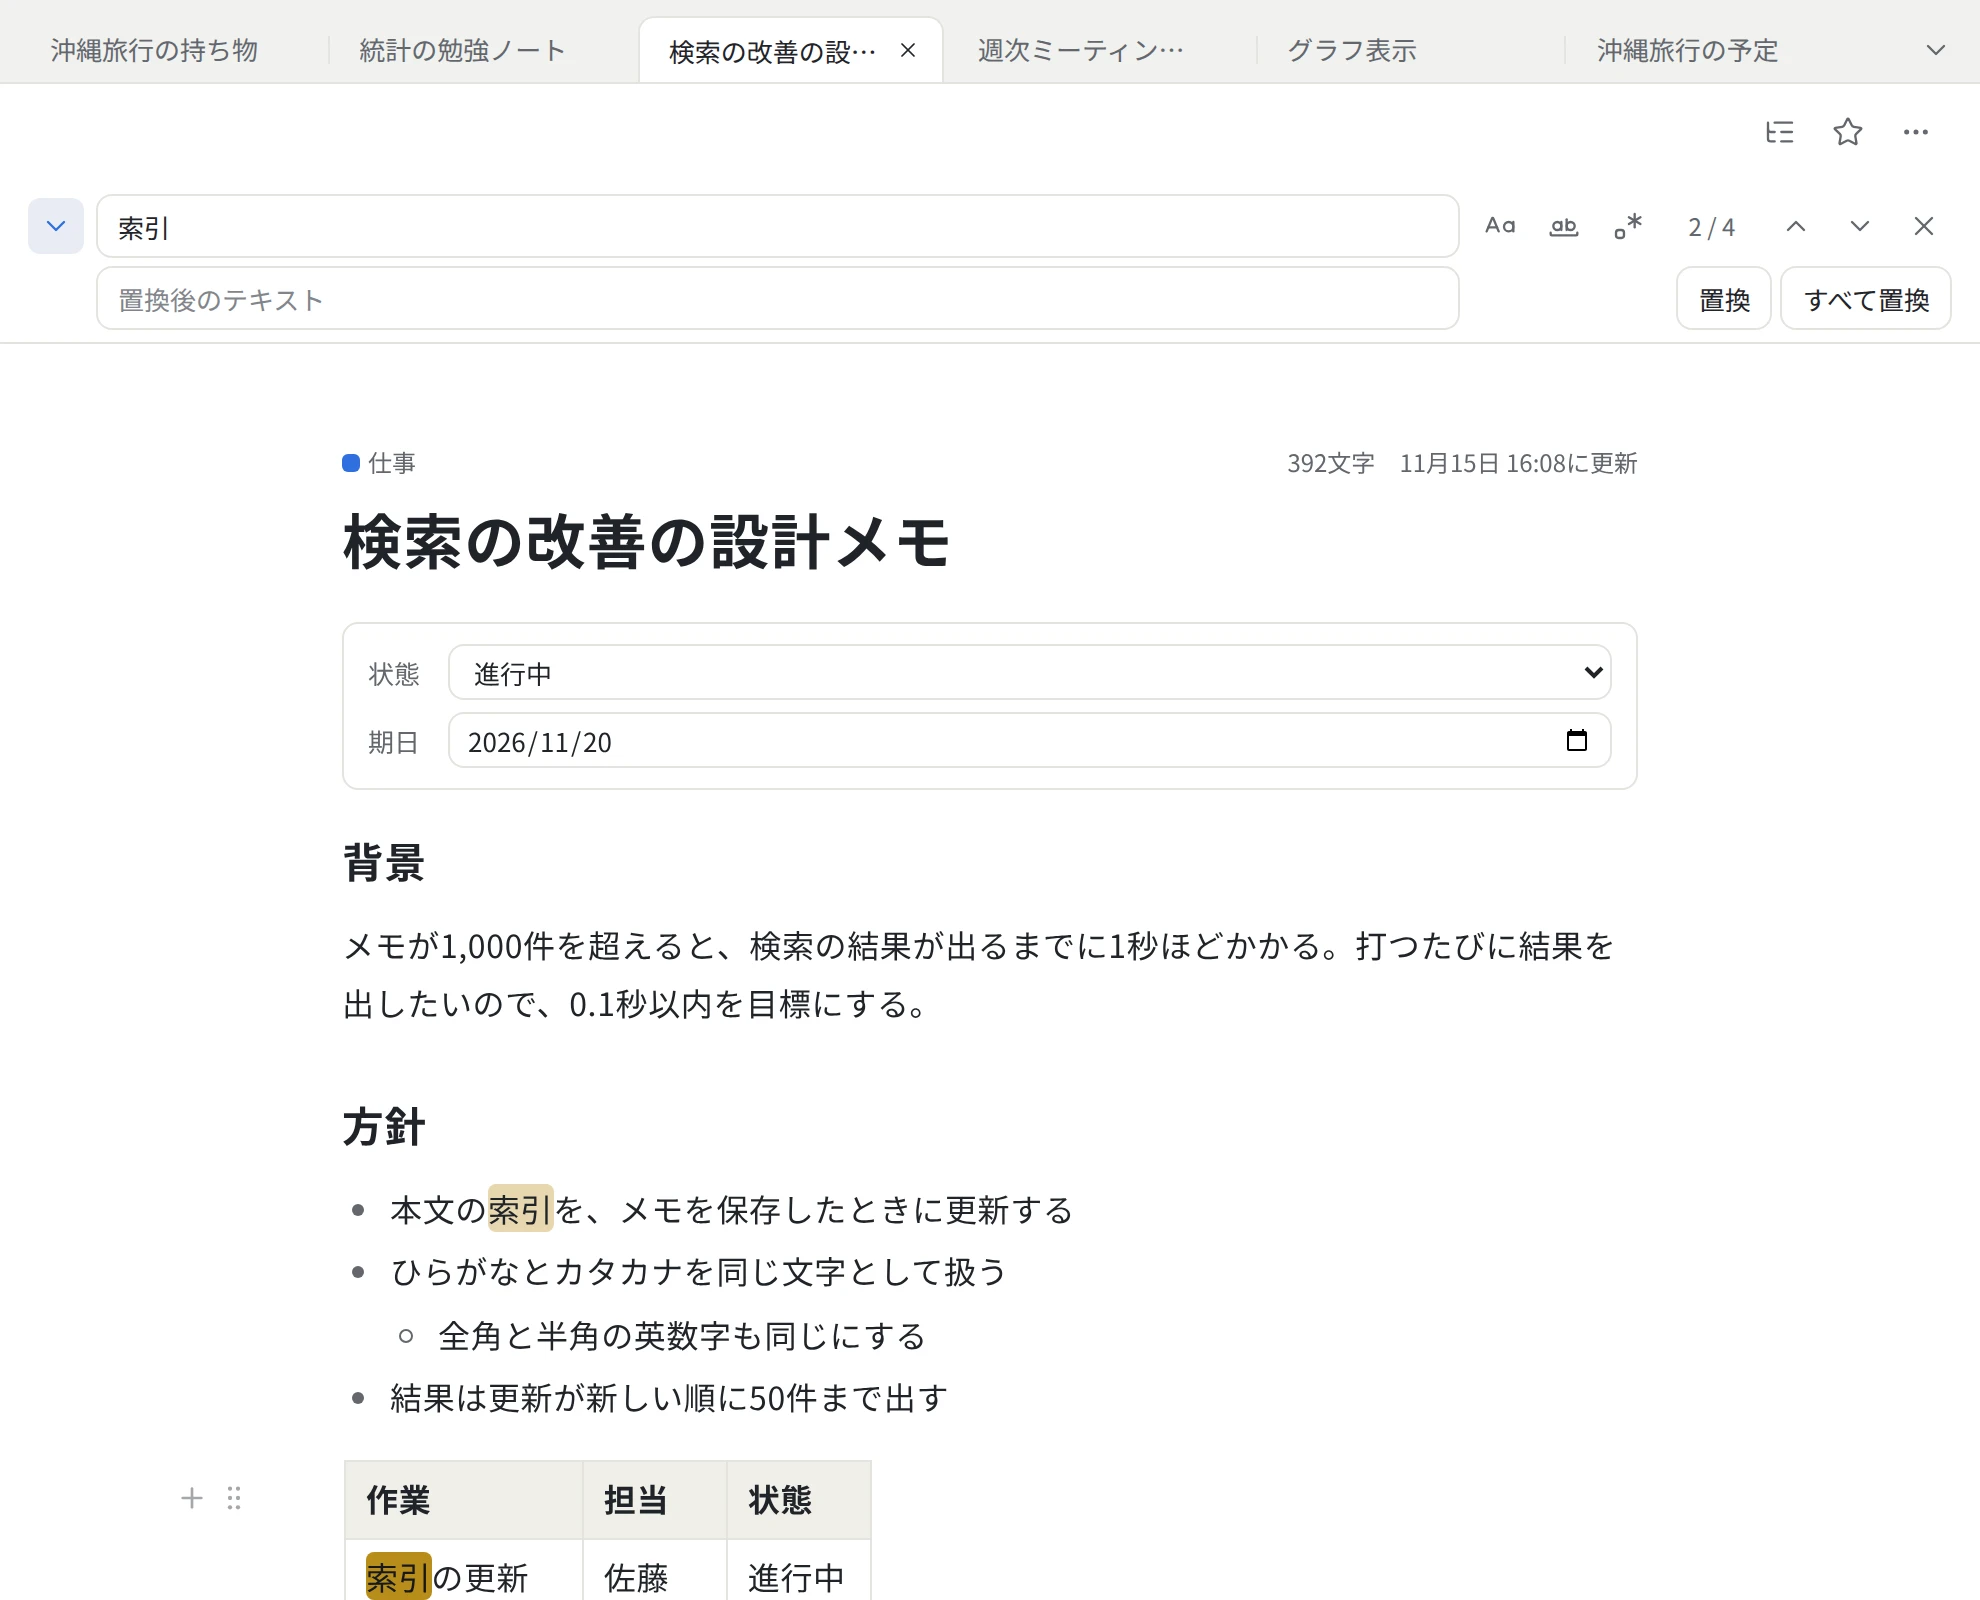 沖縄旅行の持ち物
統計の勉強ノート
検索の改善の設…
週次ミーティン…
グラフ表示
沖縄旅行の予定
索引
Aa
ab
2 / 4
置換後のテキスト
置換
すべて置換
仕事
392文字
11月15日 16:08に更新
検索の改善の設計メモ
状態
進行中
期日
2026/11/20
背景
メモが1,000件を超えると、検索の結果が出るまでに1秒ほどかかる。打つたびに結果を
出したいので、0.1秒以内を目標にする。
方針
本文の索引を、メモを保存したときに更新する
ひらがなとカタカナを同じ文字として扱う
全角と半角の英数字も同じにする
結果は更新が新しい順に50件まで出す
作業 担当 状態
索引の更新 佐藤 進行中